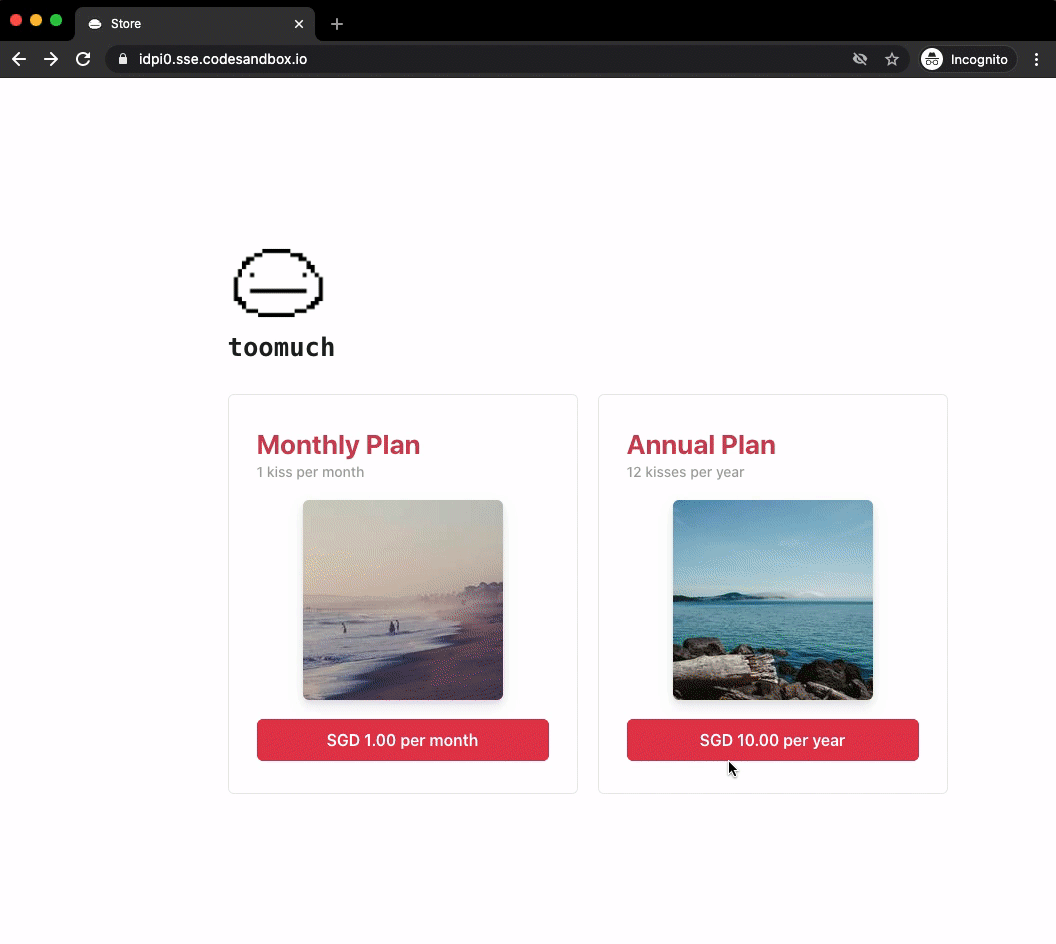 Store
idpi0.sse.codesandbox.io
Incognito
toomuch
Monthly Plan
1 kiss per month
SGD 1.00 per month
Annual Plan
12 kisses per year
SGD 10.00 per year